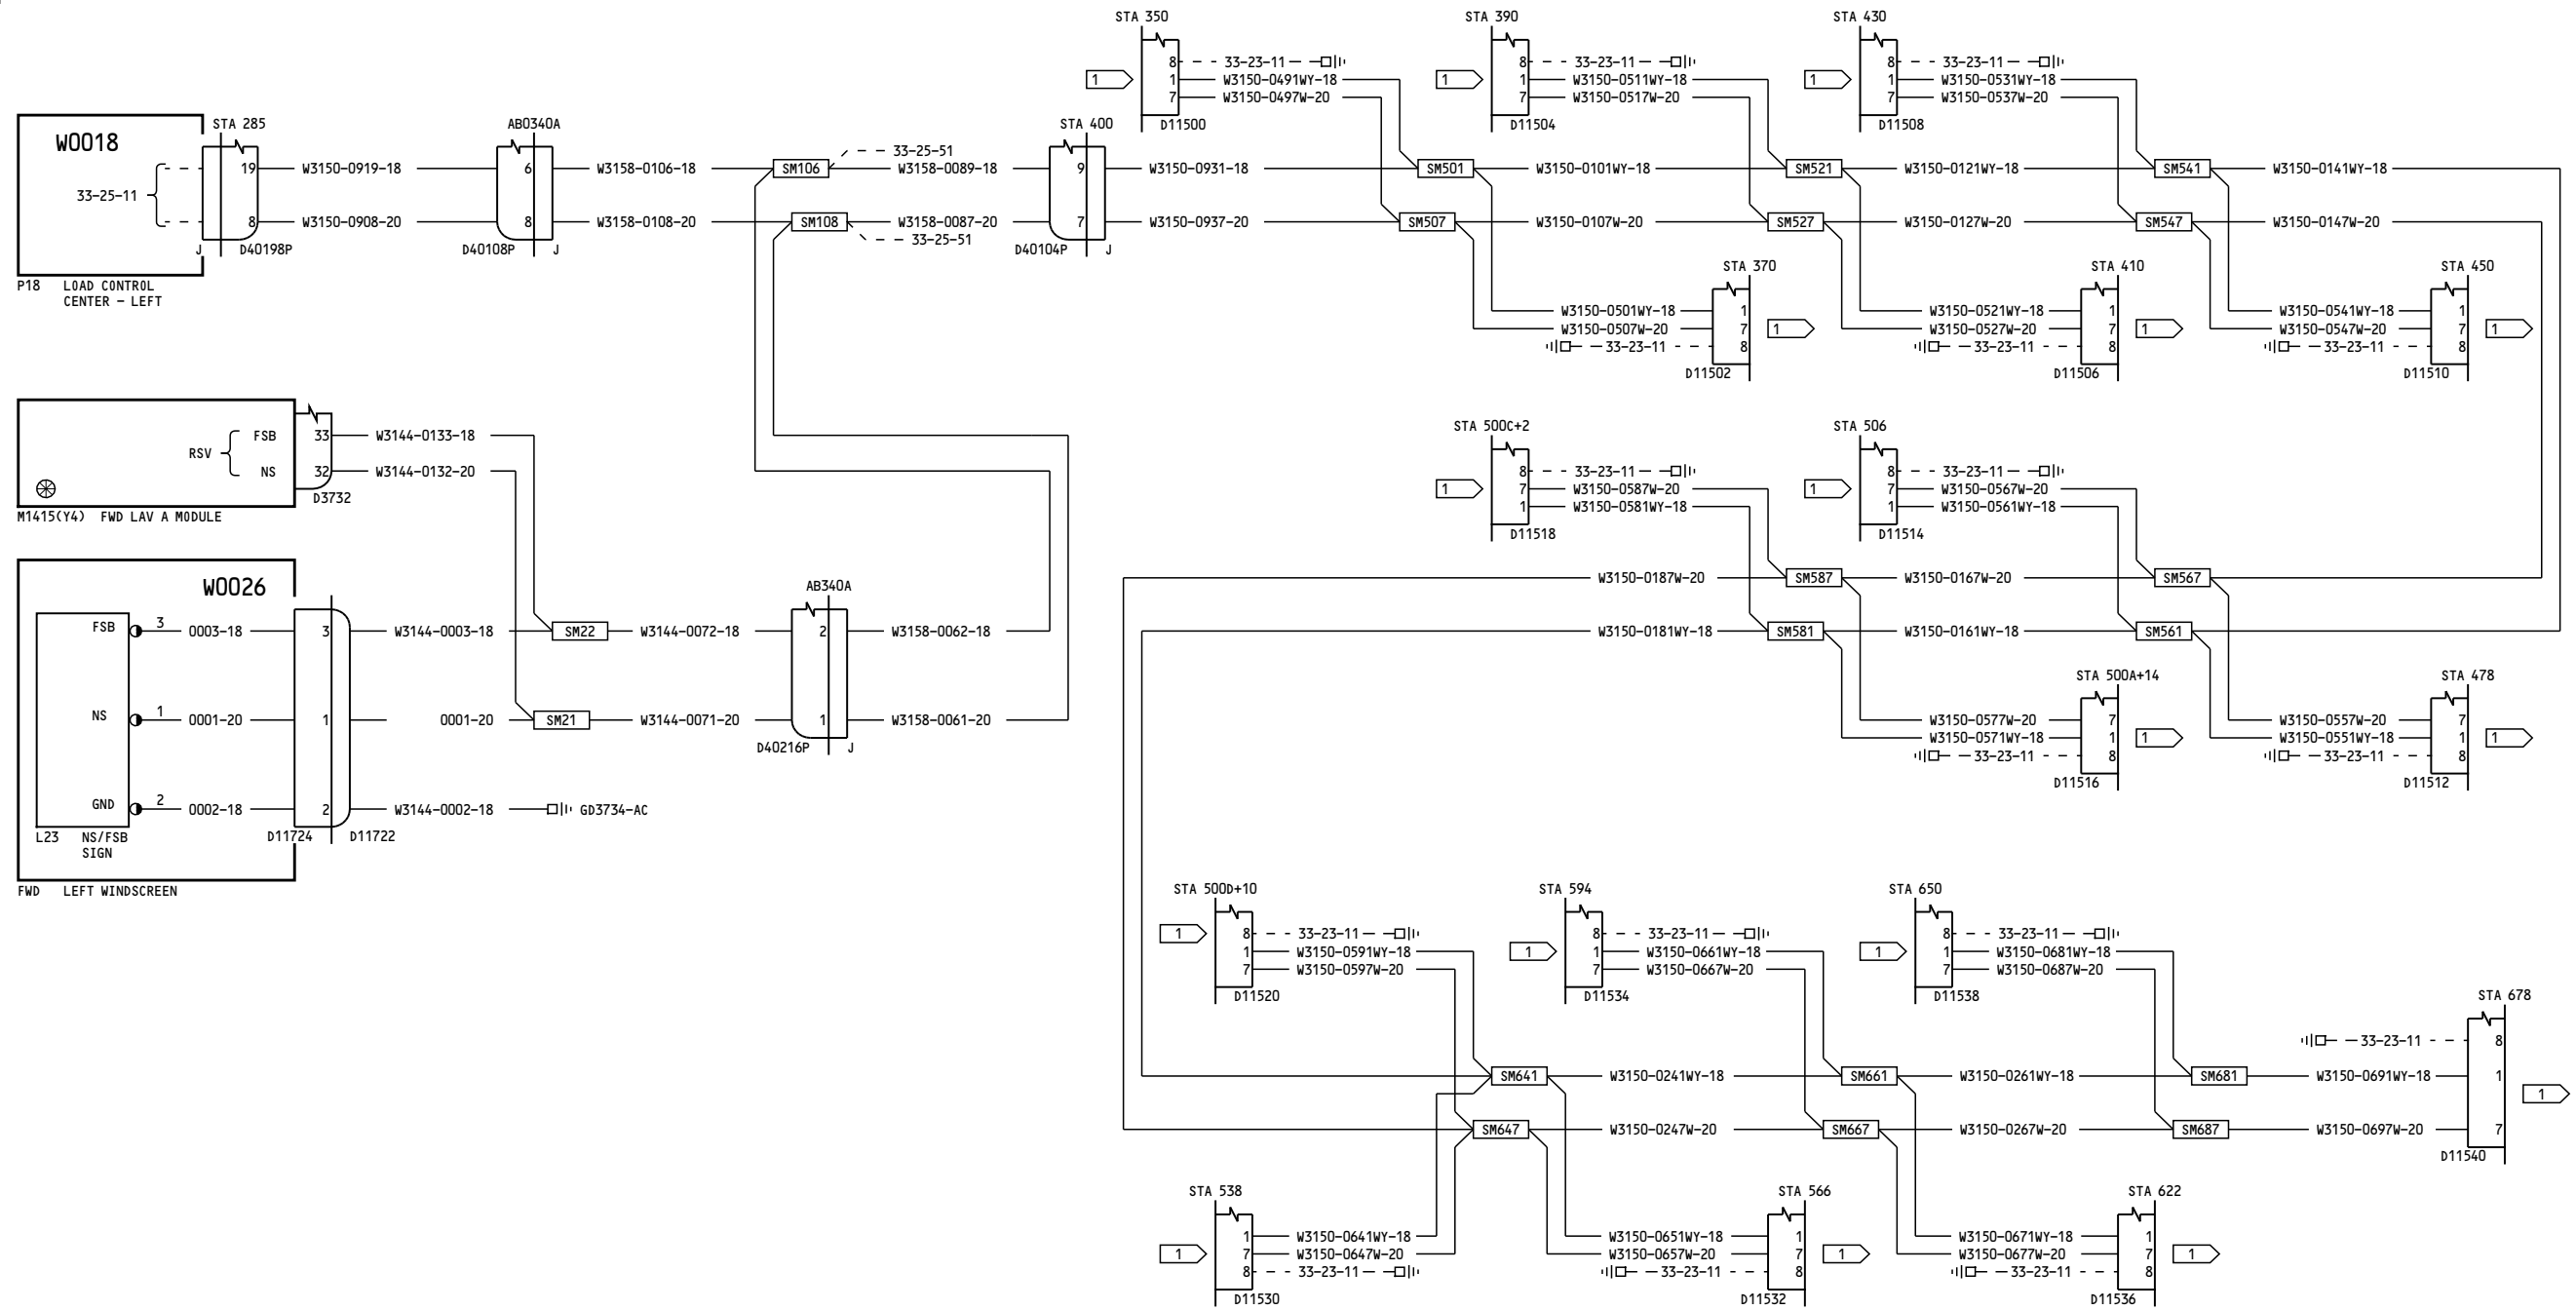 STA 350
8 33-23-11
1 W3150-0491WY-18
7 W3150-0497W-20
1
D11500
STA 390
8 33-23-11
1 W3150-0511WY-18
7 W3150-0517W-20
1
D11504
STA 430
8 33-23-11
1 W3150-0531WY-18
7 W3150-0537W-20
1
D11508
W0018
33-25-11
STA 285
19 W3150-0919-18
8 W3150-0908-20
J D40198P
P18 LOAD CONTROL
CENTER - LEFT
AB0340A
6 W3158-0106-18
8 W3158-0108-20
D40108P J
SM106
33-25-51
W3158-0089-18
SM108
W3158-0087-20
33-25-51
STA 400
9 W3150-0931-18
7 W3150-0937-20
D40104P J
SM501 W3150-0101WY-18 SM521 W3150-0121WY-18 SM541 W3150-0141WY-18
SM507 W3150-0107W-20 SM527 W3150-0127W-20 SM547 W3150-0147W-20
STA 370
W3150-0501WY-18 1
W3150-0507W-20 7
33-23-11 8
1
D11502
STA 410
W3150-0521WY-18 1
W3150-0527W-20 7
33-23-11 8
1
D11506
STA 450
W3150-0541WY-18 1
W3150-0547W-20 7
33-23-11 8
1
D11510
RSV
FSB 33 W3144-0133-18
NS 32 W3144-0132-20
D3732
M1415(Y4) FWD LAV A MODULE
STA 500C+2
8 33-23-11
7 W3150-0587W-20
1 W3150-0581WY-18
1
D11518
STA 506
8 33-23-11
7 W3150-0567W-20
1 W3150-0561WY-18
1
D11514
W3150-0187W-20 SM587 W3150-0167W-20 SM567
W3150-0181WY-18 SM581 W3150-0161WY-18 SM561
STA 500A+14
W3150-0577W-20 7
W3150-0571WY-18 1
33-23-11 8
1
D11516
STA 478
W3150-0557W-20 7
W3150-0551WY-18 1
33-23-11 8
1
D11512
W0026
FSB 3 0003-18 3 W3144-0003-18 SM22 W3144-0072-18 2 W3158-0062-18
NS 1 0001-20 1 0001-20 SM21 W3144-0071-20 1 W3158-0061-20
GND 2 0002-18 2 W3144-0002-18 GD3734-AC
AB340A
D40216P J
L23 NS/FSB
SIGN
D11724 D11722
FWD LEFT WINDSCREEN
STA 500D+10
8 33-23-11
1 W3150-0591WY-18
7 W3150-0597W-20
1
D11520
STA 594
8 33-23-11
1 W3150-0661WY-18
7 W3150-0667W-20
1
D11534
STA 650
8 33-23-11
1 W3150-0681WY-18
7 W3150-0687W-20
1
D11538
STA 678
33-23-11 8
SM641 W3150-0241WY-18 SM661 W3150-0261WY-18 SM681 W3150-0691WY-18 1
1
SM647 W3150-0247W-20 SM667 W3150-0267W-20 SM687 W3150-0697W-20 7
D11540
STA 538
1 W3150-0641WY-18
7 W3150-0647W-20
8 33-23-11
1
D11530
STA 566
W3150-0651WY-18 1
W3150-0657W-20 7
33-23-11 8
1
D11532
STA 622
W3150-0671WY-18 1
W3150-0677W-20 7
33-23-11 8
1
D11536